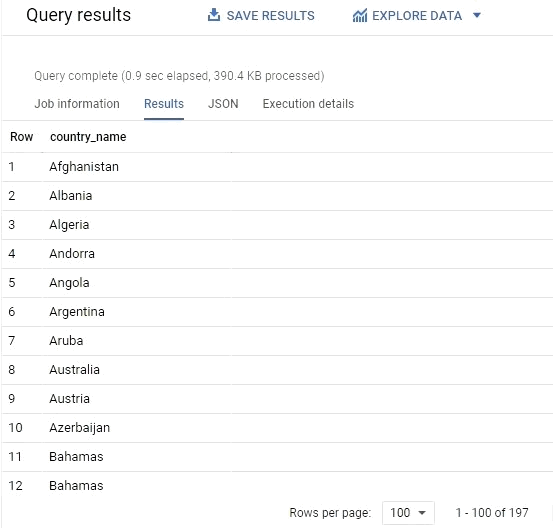 Query results SAVE RESULTS EXPLORE DATA
Query complete (0.9 sec elapsed, 390.4 KB processed)
Job information Results JSON Execution details
Row country_name
1 Afghanistan
2 Albania
3 Algeria
4 Andorra
5 Angola
6 Argentina
7 Aruba
8 Australia
9 Austria
10 Azerbaijan
11 Bahamas
12 Bahamas
Rows per page: 100 1 - 100 of 197